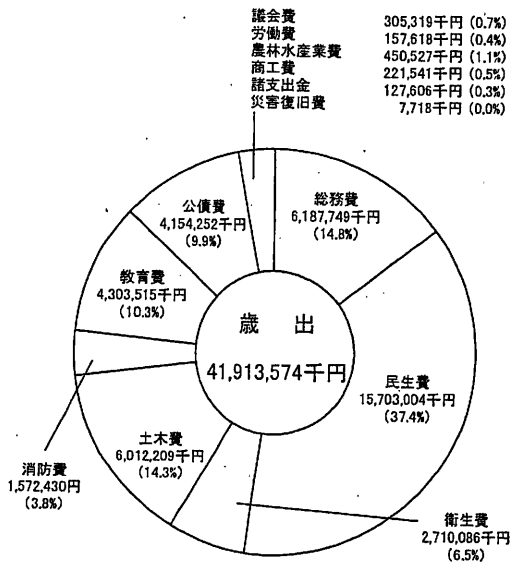 議会費 305,319千円 (0.7%)
労働費 157,618千円 (0.4%)
農林水産業費 450,527千円 (1.1%)
商工費 221,541千円 (0.5%)
諸支出金 127,606千円 (0.3%)
災害復旧費 7,718千円 (0.0%)
総務費
6,187,749千円
(14.8%)
公債費
4,154,252千円
(9.9%)
教育費
4,303,515千円
(10.3%)
歳 出
41,913,574千円
民生費
15,703,004千円
(37.4%)
土木費
6,012,209千円
(14.3%)
消防費
1,572,430円
(3.8%)
衛生費
2,710,086千円
(6.5%)